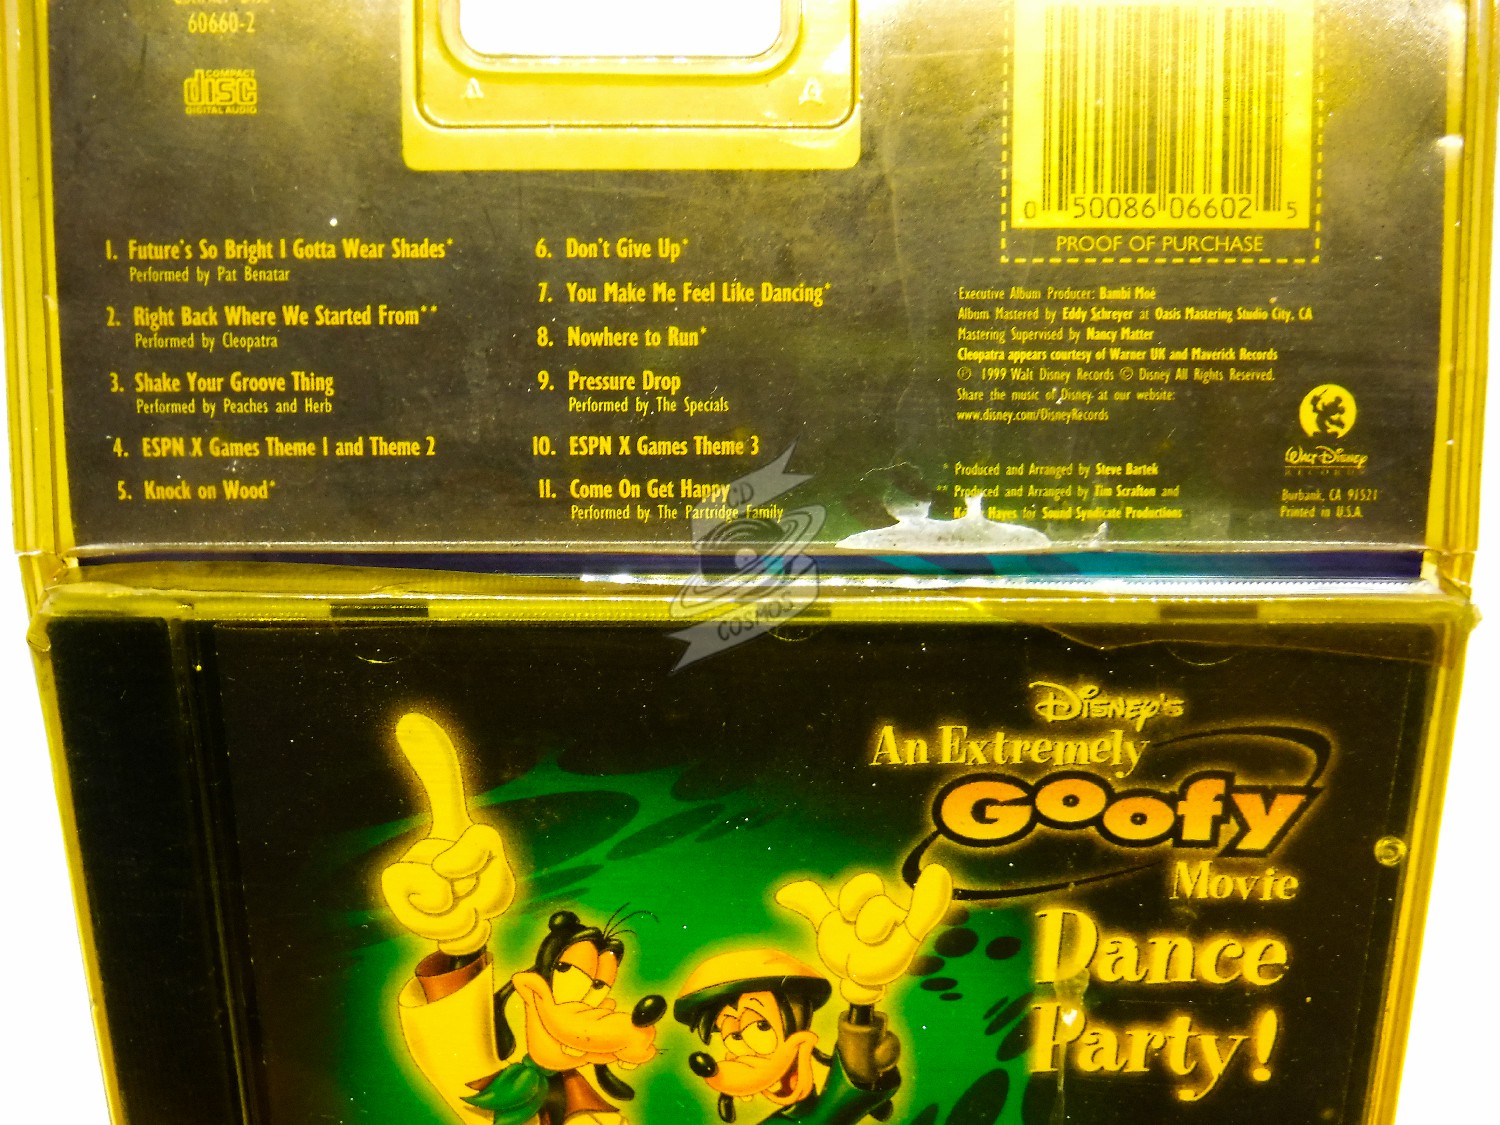 60660-2
COMPACT
disc
DIGITAL AUDIO
0 50086 06602 5
PROOF OF PURCHASE
1. Future's So Bright I Gotta Wear Shades*
Performed by Pat Benatar
2. Right Back Where We Started From**
Performed by Cleopatra
3. Shake Your Groove Thing
Performed by Peaches and Herb
4. ESPN X Games Theme 1 and Theme 2
5. Knock on Wood*
6. Don't Give Up*
7. You Make Me Feel Like Dancing*
8. Nowhere to Run*
9. Pressure Drop
Performed by The Specials
10. ESPN X Games Theme 3
11. Come On Get Happy
Performed by The Partridge Family
Executive Album Producer: Bambi Moé
Album Mastered by Eddy Schreyer at Oasis Mastering Studio City, CA
Mastering Supervised by Nancy Matter
Cleopatra appears courtesy of Warner UK and Maverick Records
℗ 1999 Walt Disney Records © Disney All Rights Reserved.
Share the music of Disney at our website:
www.disney.com/DisneyRecords
* Produced and Arranged by Steve Bartek
** Produced and Arranged by Tim Scrafton and
Hayes for Sound Syndicate Productions
Walt Disney
RECORDS
Burbank, CA 91521
Printed in U.S.A.
CD
COSMOS
Disney's
An Extremely
Goofy
Movie
Dance
Party!